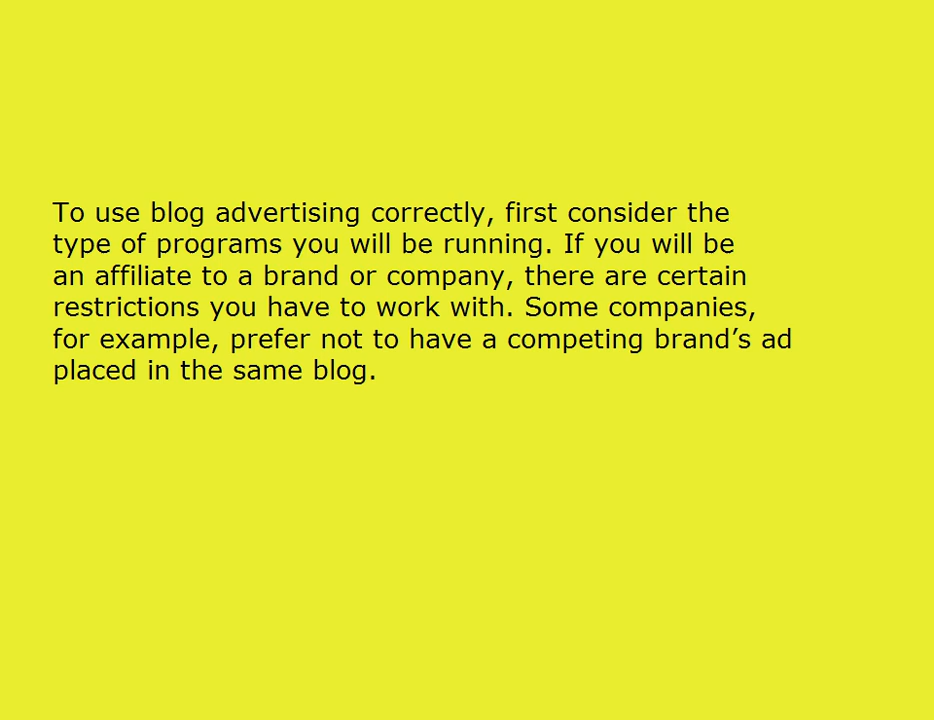 To use blog advertising correctly, first consider the
type of programs you will be running. If you will be
an affiliate to a brand or company, there are certain
restrictions you have to work with. Some companies,
for example, prefer not to have a competing brand’s ad
placed in the same blog.